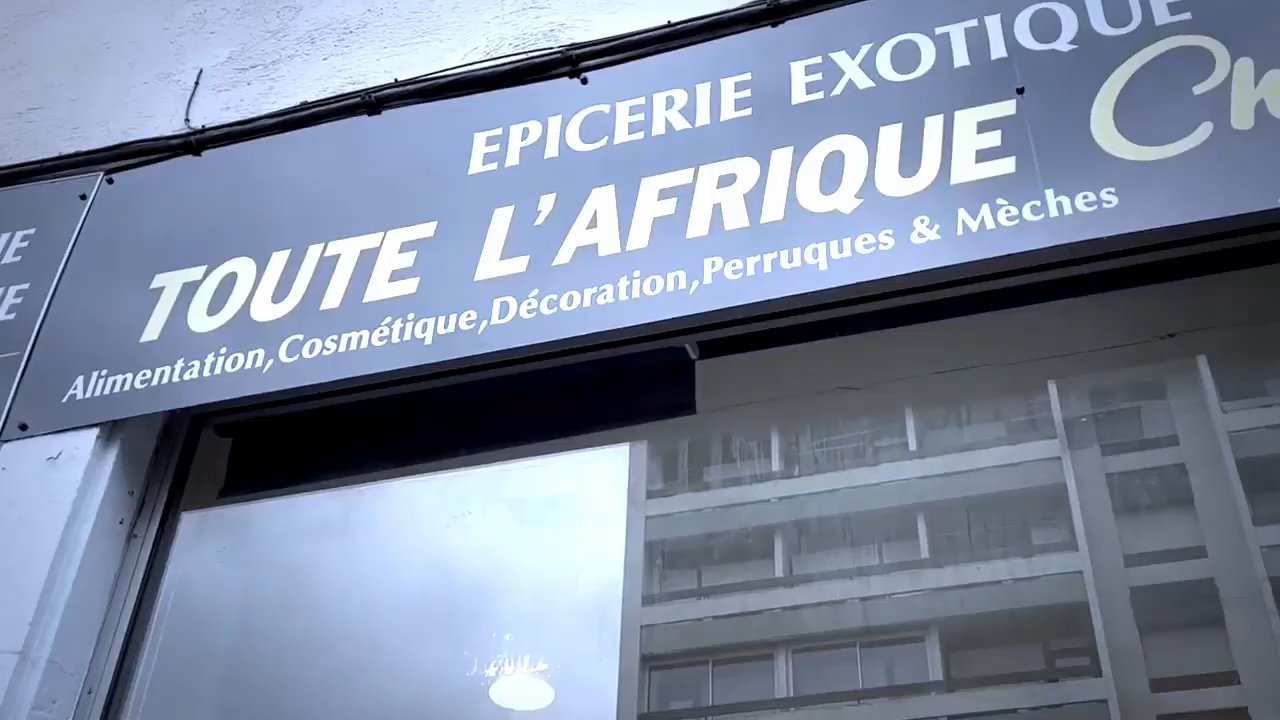 EPICERIE EXOTIQUE
TOUTE L'AFRIQUE
Alimentation,Cosmétique,Décoration,Perruques & Mèches